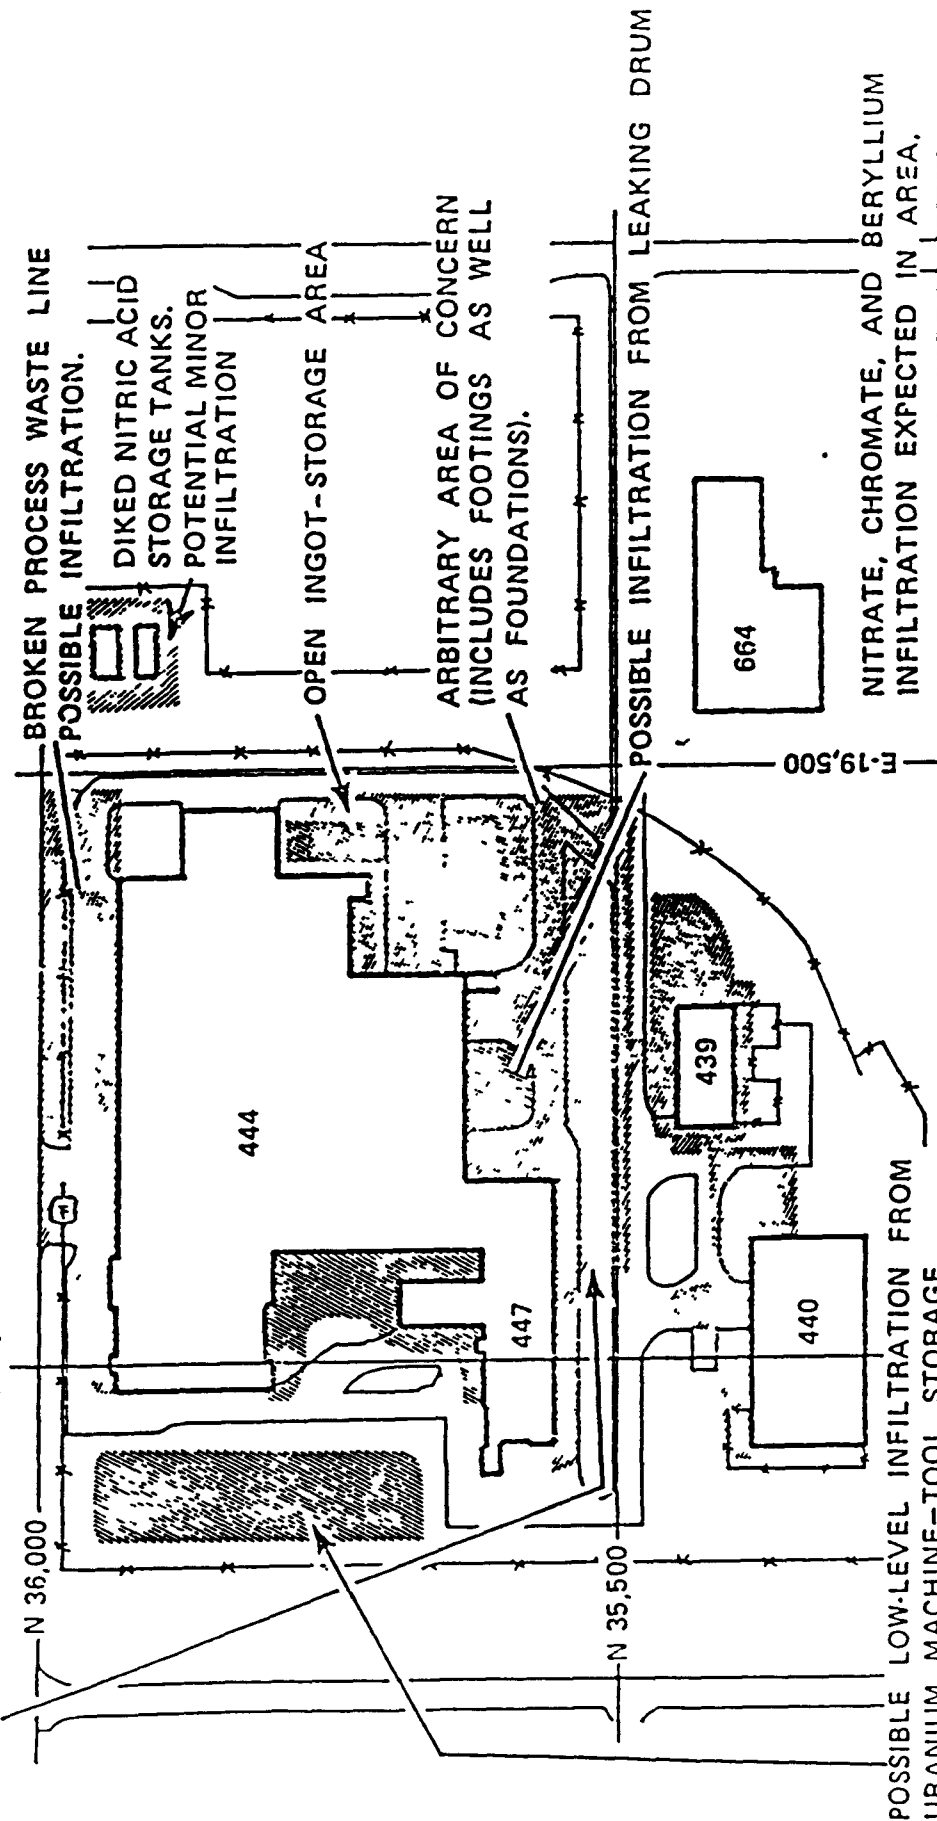 BROKEN PROCESS WASTE LINE
POSSIBLE INFILTRATION.
DIKED NITRIC ACID
STORAGE TANKS.
POTENTIAL MINOR
INFILTRATION
OPEN INGOT-STORAGE AREA
ARBITRARY AREA OF CONCERN
(INCLUDES FOOTINGS AS WELL
AS FOUNDATIONS).
POSSIBLE INFILTRATION FROM LEAKING DRUM
NITRATE, CHROMATE, AND BERYLLIUM
INFILTRATION EXPECTED IN AREA.
N 36,000
N 35,500
E-19,500
444
447
439
440
664
POSSIBLE LOW-LEVEL INFILTRATION FROM
URANIUM MACHINE-TOOL STORAGE